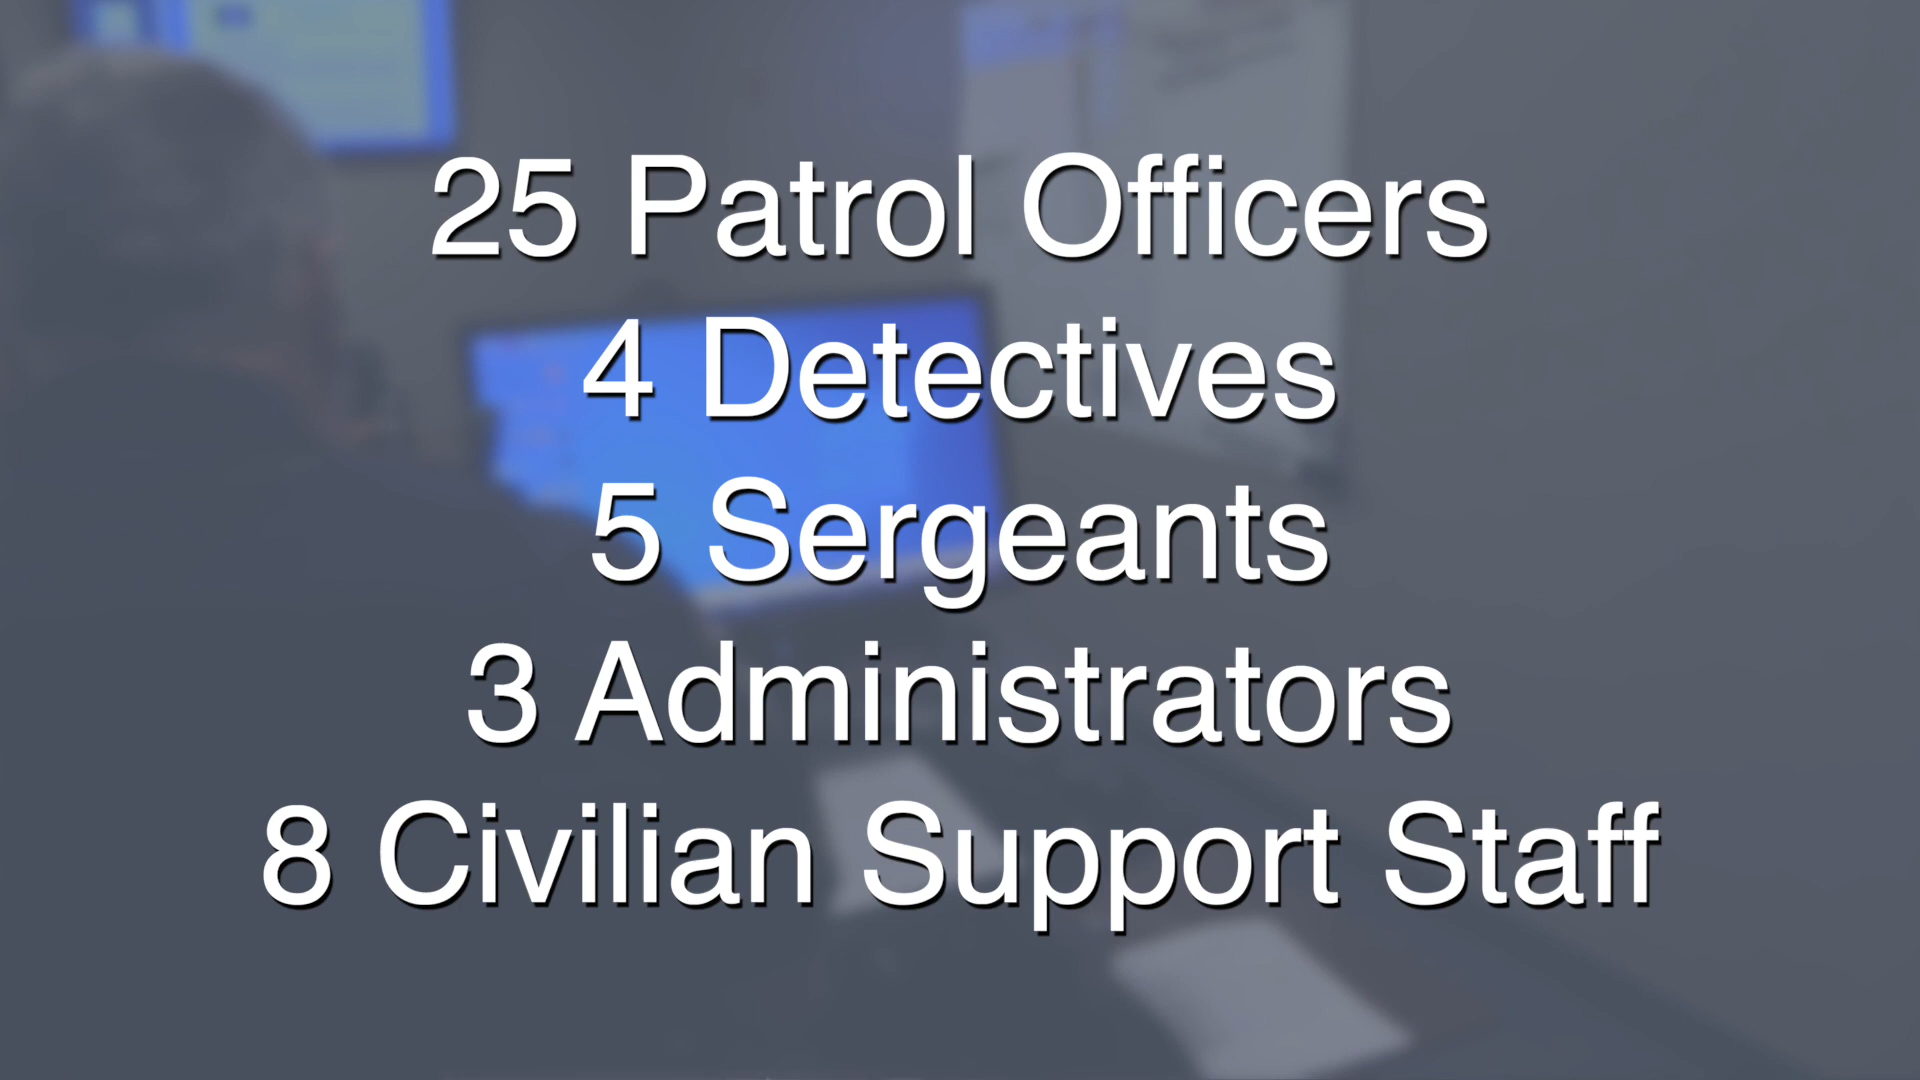 25 Patrol Officers
4 Detectives
5 Sergeants
3 Administrators
8 Civilian Support Staff